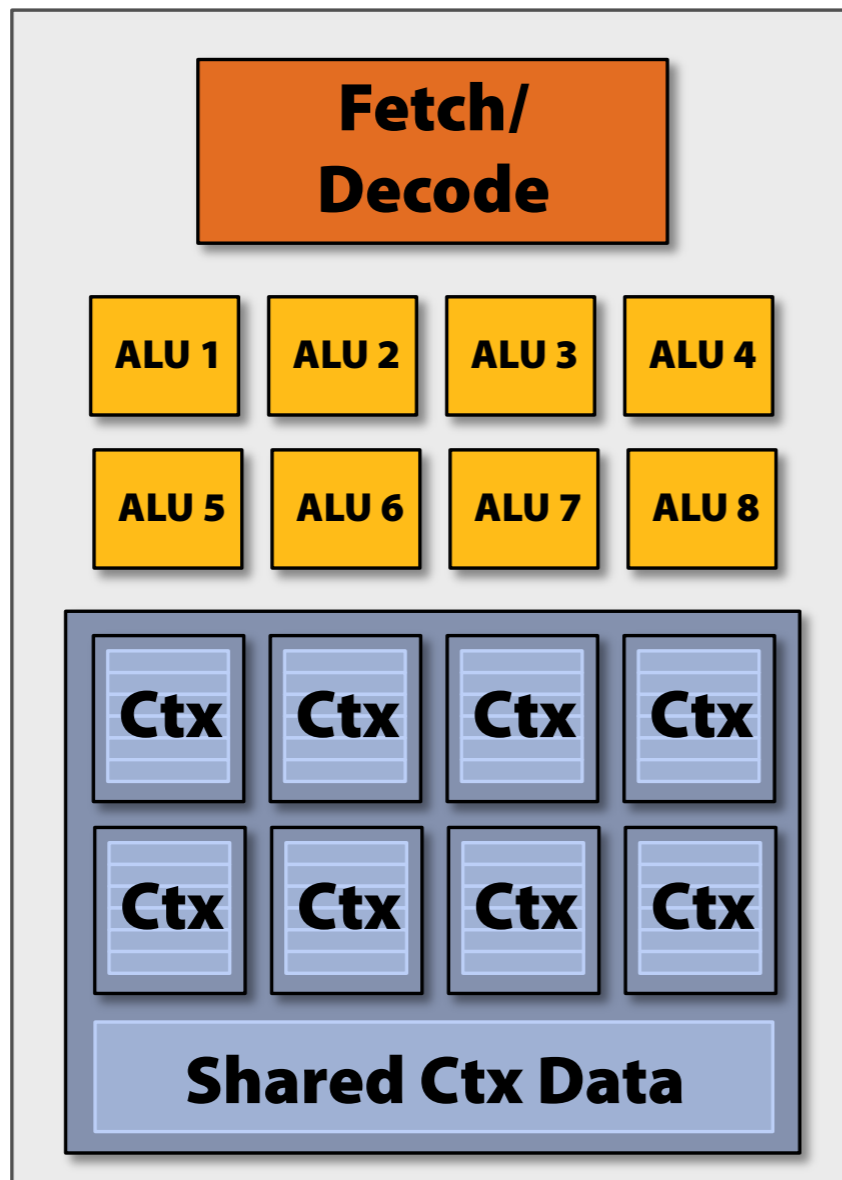 Fetch/
Decode
ALU 1 ALU 2 ALU 3 ALU 4
ALU 5 ALU 6 ALU 7 ALU 8
Ctx Ctx Ctx Ctx
Ctx Ctx Ctx Ctx
Shared Ctx Data